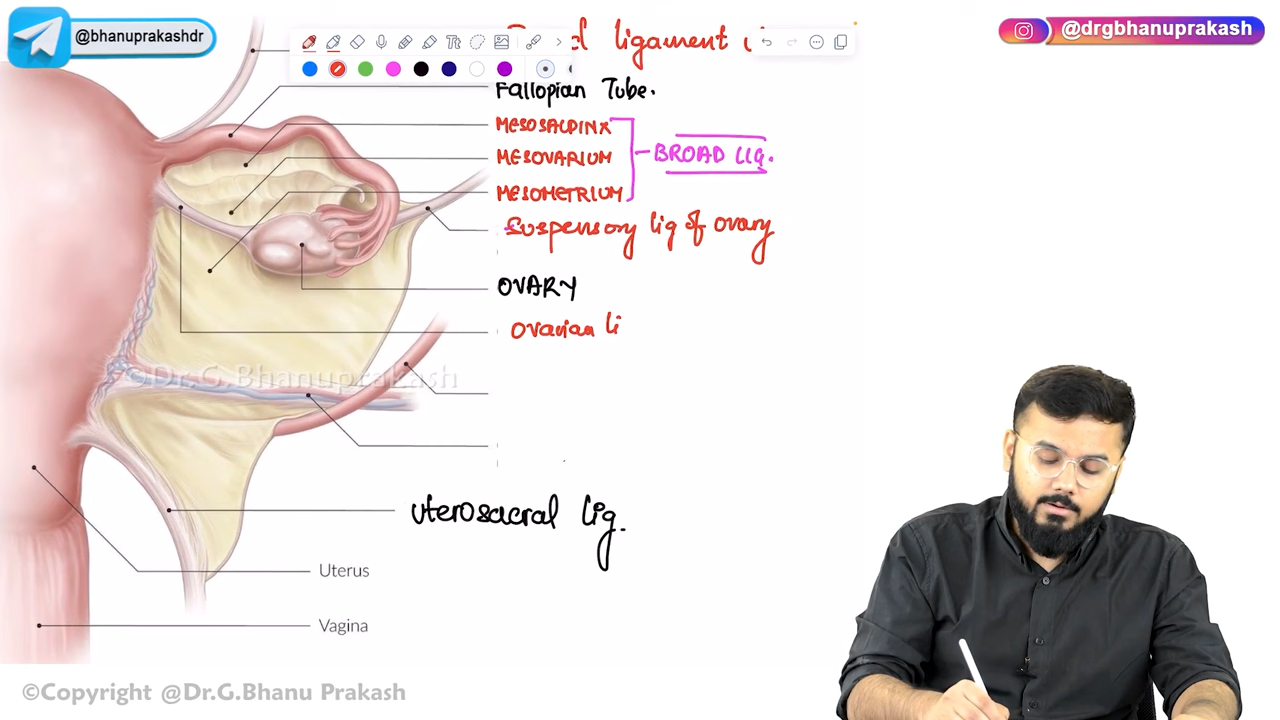 @bhanuprakashdr
@drgbhanuprakash
ligament
Fallopian Tube.
MESOSALPINX
MESOVARIUM
BROAD LIG.
MESOMETRIUM
Suspensory lig of ovary
OVARY
Ovarian li
©Dr.G.Bhanuprakash
uterosacral lig.
Uterus
Vagina
©Copyright @Dr.G.Bhanu Prakash